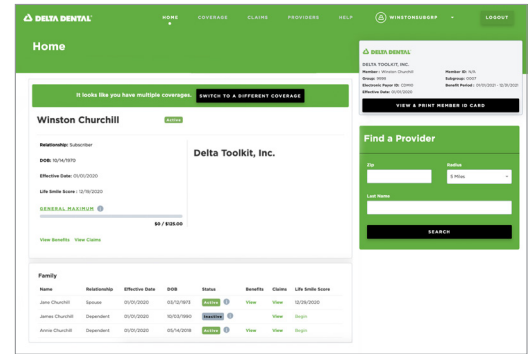 DELTA DENTAL
HOME COVERAGE CLAIMS PROVIDERS HELP WINSTONSUBGRP LOGOUT
Home
It looks like you have multiple coverages. SWITCH TO A DIFFERENT COVERAGE
Winston Churchill Active
Relationship: Subscriber
DOB: 10/14/1970
Effective Date: 01/01/2020
Life Smile Score : 12/19/2020
GENERAL MAXIMUM
$0 / $125.00
View Benefits View Claims
Delta Toolkit, Inc.
Family
Name Relationship Effective Date DOB Status Benefits Claims Life Smile Score
Jane Churchill Spouse 01/01/2020 02/12/1973 Active View View 12/29/2020
James Churchill Dependent 01/01/2020 10/03/1990 Inactive View Begin
Annie Churchill Dependent 01/01/2020 05/14/2019 Active View View Begin
DELTA DENTAL
DELTA TOOLKIT, INC.
Member : Winston Churchill Member ID: N/A
Group: 9999 Subgroup: 0007
Electronic Payer ID: CDMI0 Benefit Period : 01/01/2021 - 12/31/2021
Effective Date: 01/01/2020
VIEW & PRINT MEMBER ID CARD
Find a Provider
Zip Radius
5 Miles
Last Name
SEARCH